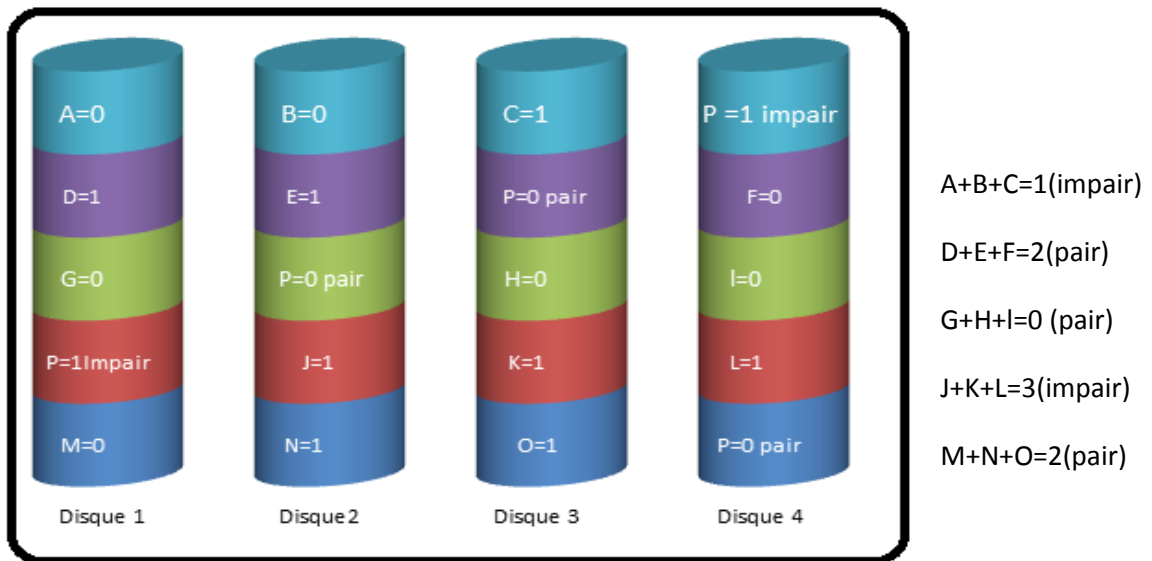 A=0 B=0 C=1 P =1 impair
D=1 E=1 P=0 pair F=0
G=0 P=0 pair H=0 l=0
P=1Impair J=1 K=1 L=1
M=0 N=1 O=1 P=0 pair
Disque 1 Disque2 Disque 3 Disque 4
A+B+C=1(impair)
D+E+F=2(pair)
G+H+l=0 (pair)
J+K+L=3(impair)
M+N+O=2(pair)